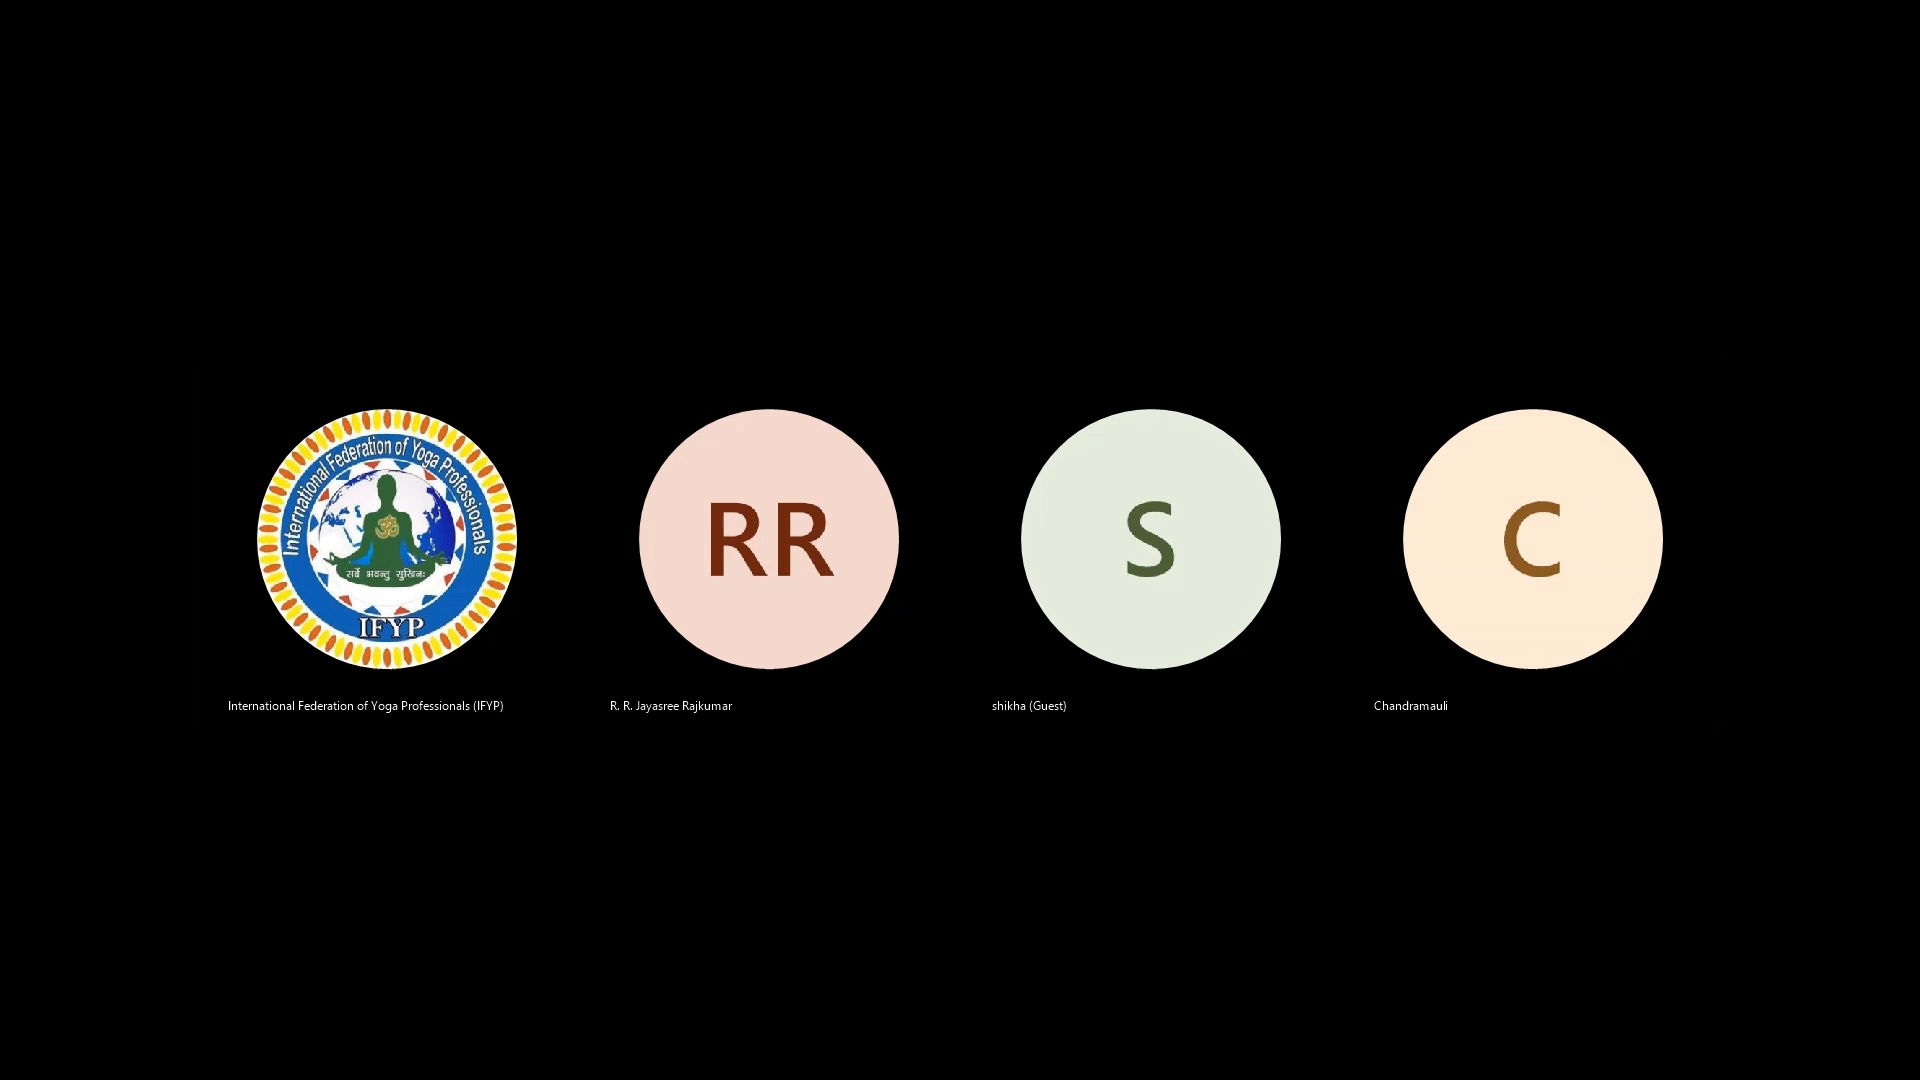 International Federation of Yoga Professionals
ॐ
सर्वे भवन्तु सुखिनः
IFYP
RR
S
C
International Federation of Yoga Professionals (IFYP)
R. R. Jayasree Rajkumar
shikha (Guest)
Chandramauli